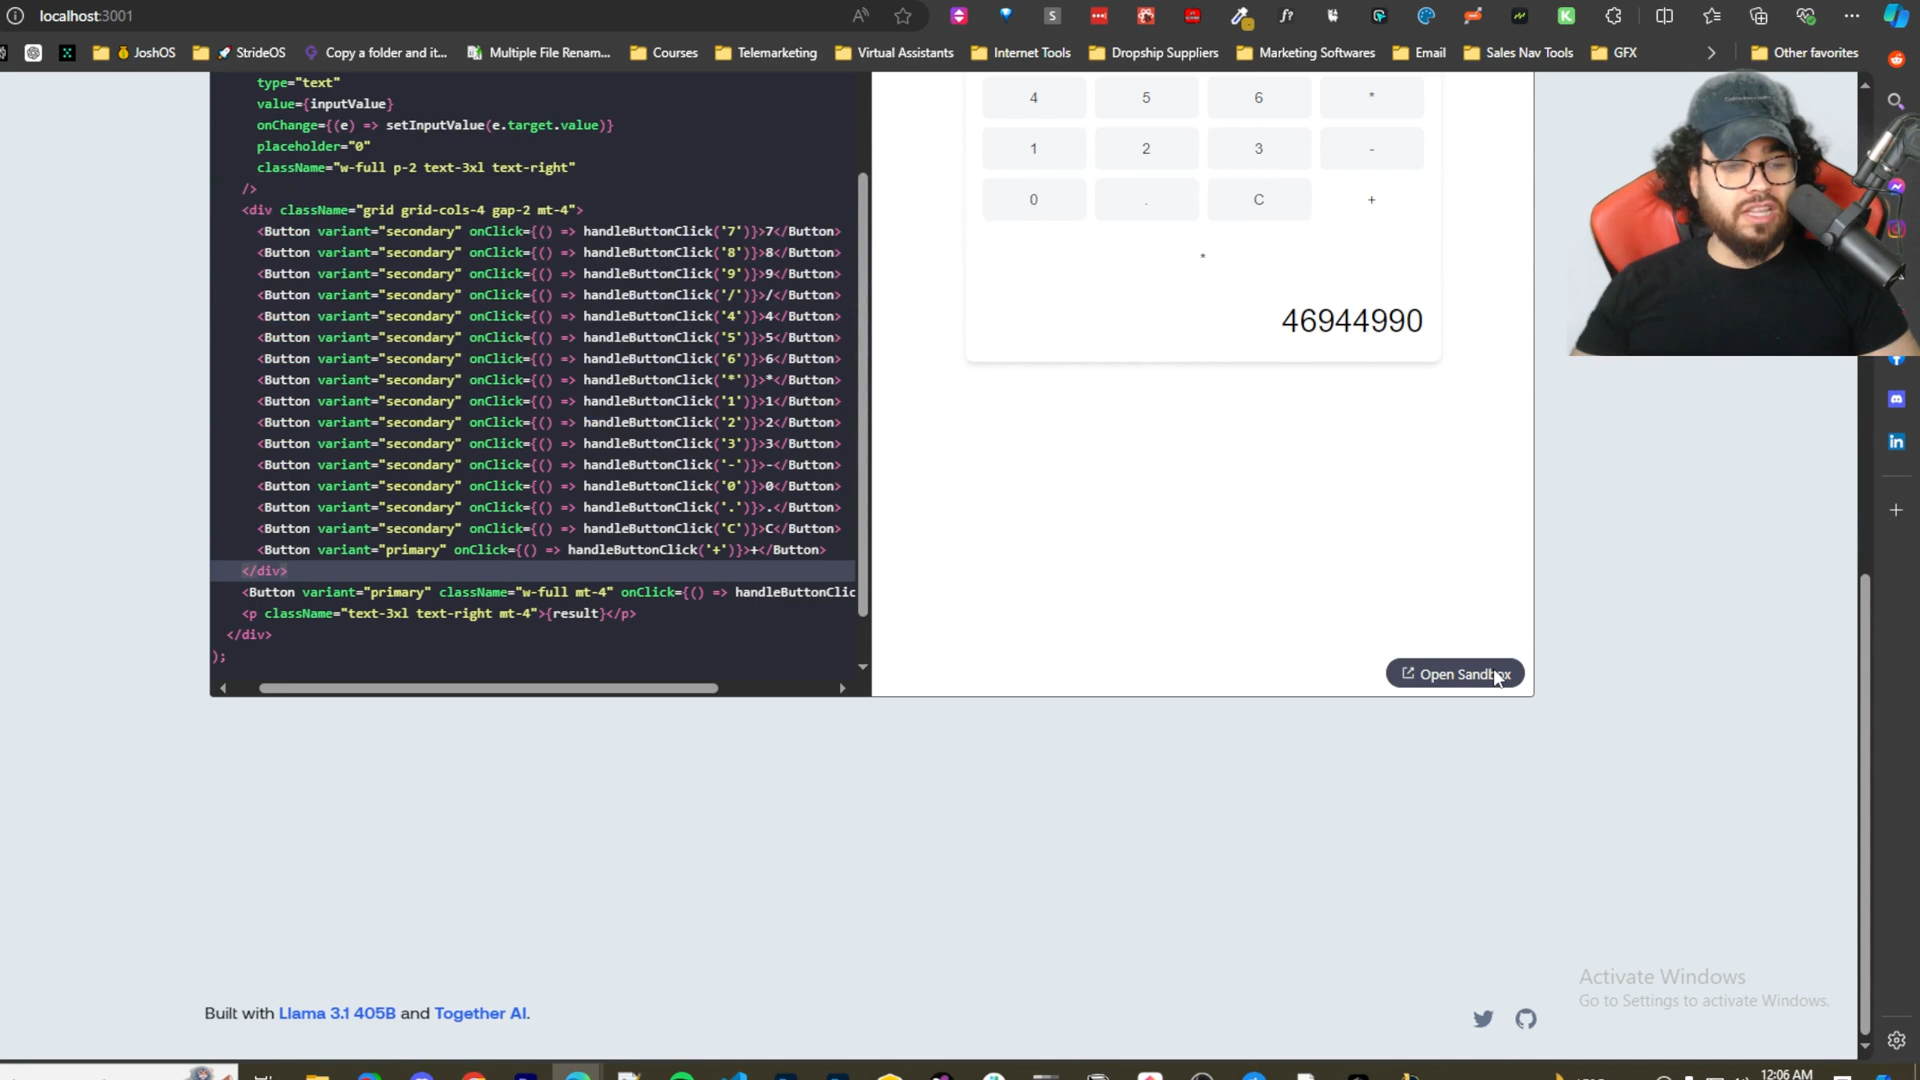 localhost:3001
JoshOS
StrideOS
Copy a folder and it...
Multiple File Renam...
Courses
Telemarketing
Virtual Assistants
Internet Tools
Dropship Suppliers
Marketing Softwares
Email
Sales Nav Tools
GFX
Other favorites
type="text"
value={inputValue}
onChange={(e) => setInputValue(e.target.value)}
placeholder="0"
className="w-full p-2 text-3xl text-right"
/>
<div className="grid grid-cols-4 gap-2 mt-4">
<Button variant="secondary" onClick={() => handleButtonClick('7')}>7</Button>
<Button variant="secondary" onClick={() => handleButtonClick('8')}>8</Button>
<Button variant="secondary" onClick={() => handleButtonClick('9')}>9</Button>
<Button variant="secondary" onClick={() => handleButtonClick('/')}>/</Button>
<Button variant="secondary" onClick={() => handleButtonClick('4')}>4</Button>
<Button variant="secondary" onClick={() => handleButtonClick('5')}>5</Button>
<Button variant="secondary" onClick={() => handleButtonClick('6')}>6</Button>
<Button variant="secondary" onClick={() => handleButtonClick('*')}>*</Button>
<Button variant="secondary" onClick={() => handleButtonClick('1')}>1</Button>
<Button variant="secondary" onClick={() => handleButtonClick('2')}>2</Button>
<Button variant="secondary" onClick={() => handleButtonClick('3')}>3</Button>
<Button variant="secondary" onClick={() => handleButtonClick('-')}>-</Button>
<Button variant="secondary" onClick={() => handleButtonClick('0')}>0</Button>
<Button variant="secondary" onClick={() => handleButtonClick('.')}>.</Button>
<Button variant="secondary" onClick={() => handleButtonClick('C')}>C</Button>
<Button variant="primary" onClick={() => handleButtonClick('+')}>+</Button>
</div>
<Button variant="primary" className="w-full mt-4" onClick={() => handleButtonClic
<p className="text-3xl text-right mt-4">{result}</p>
</div>
);
4 5 6 *
1 2 3 -
0 . C +
46944990
Open Sandbox
Built with Llama 3.1 405B and Together AI.
Activate Windows
Go to Settings to activate Windows.
12:06 AM